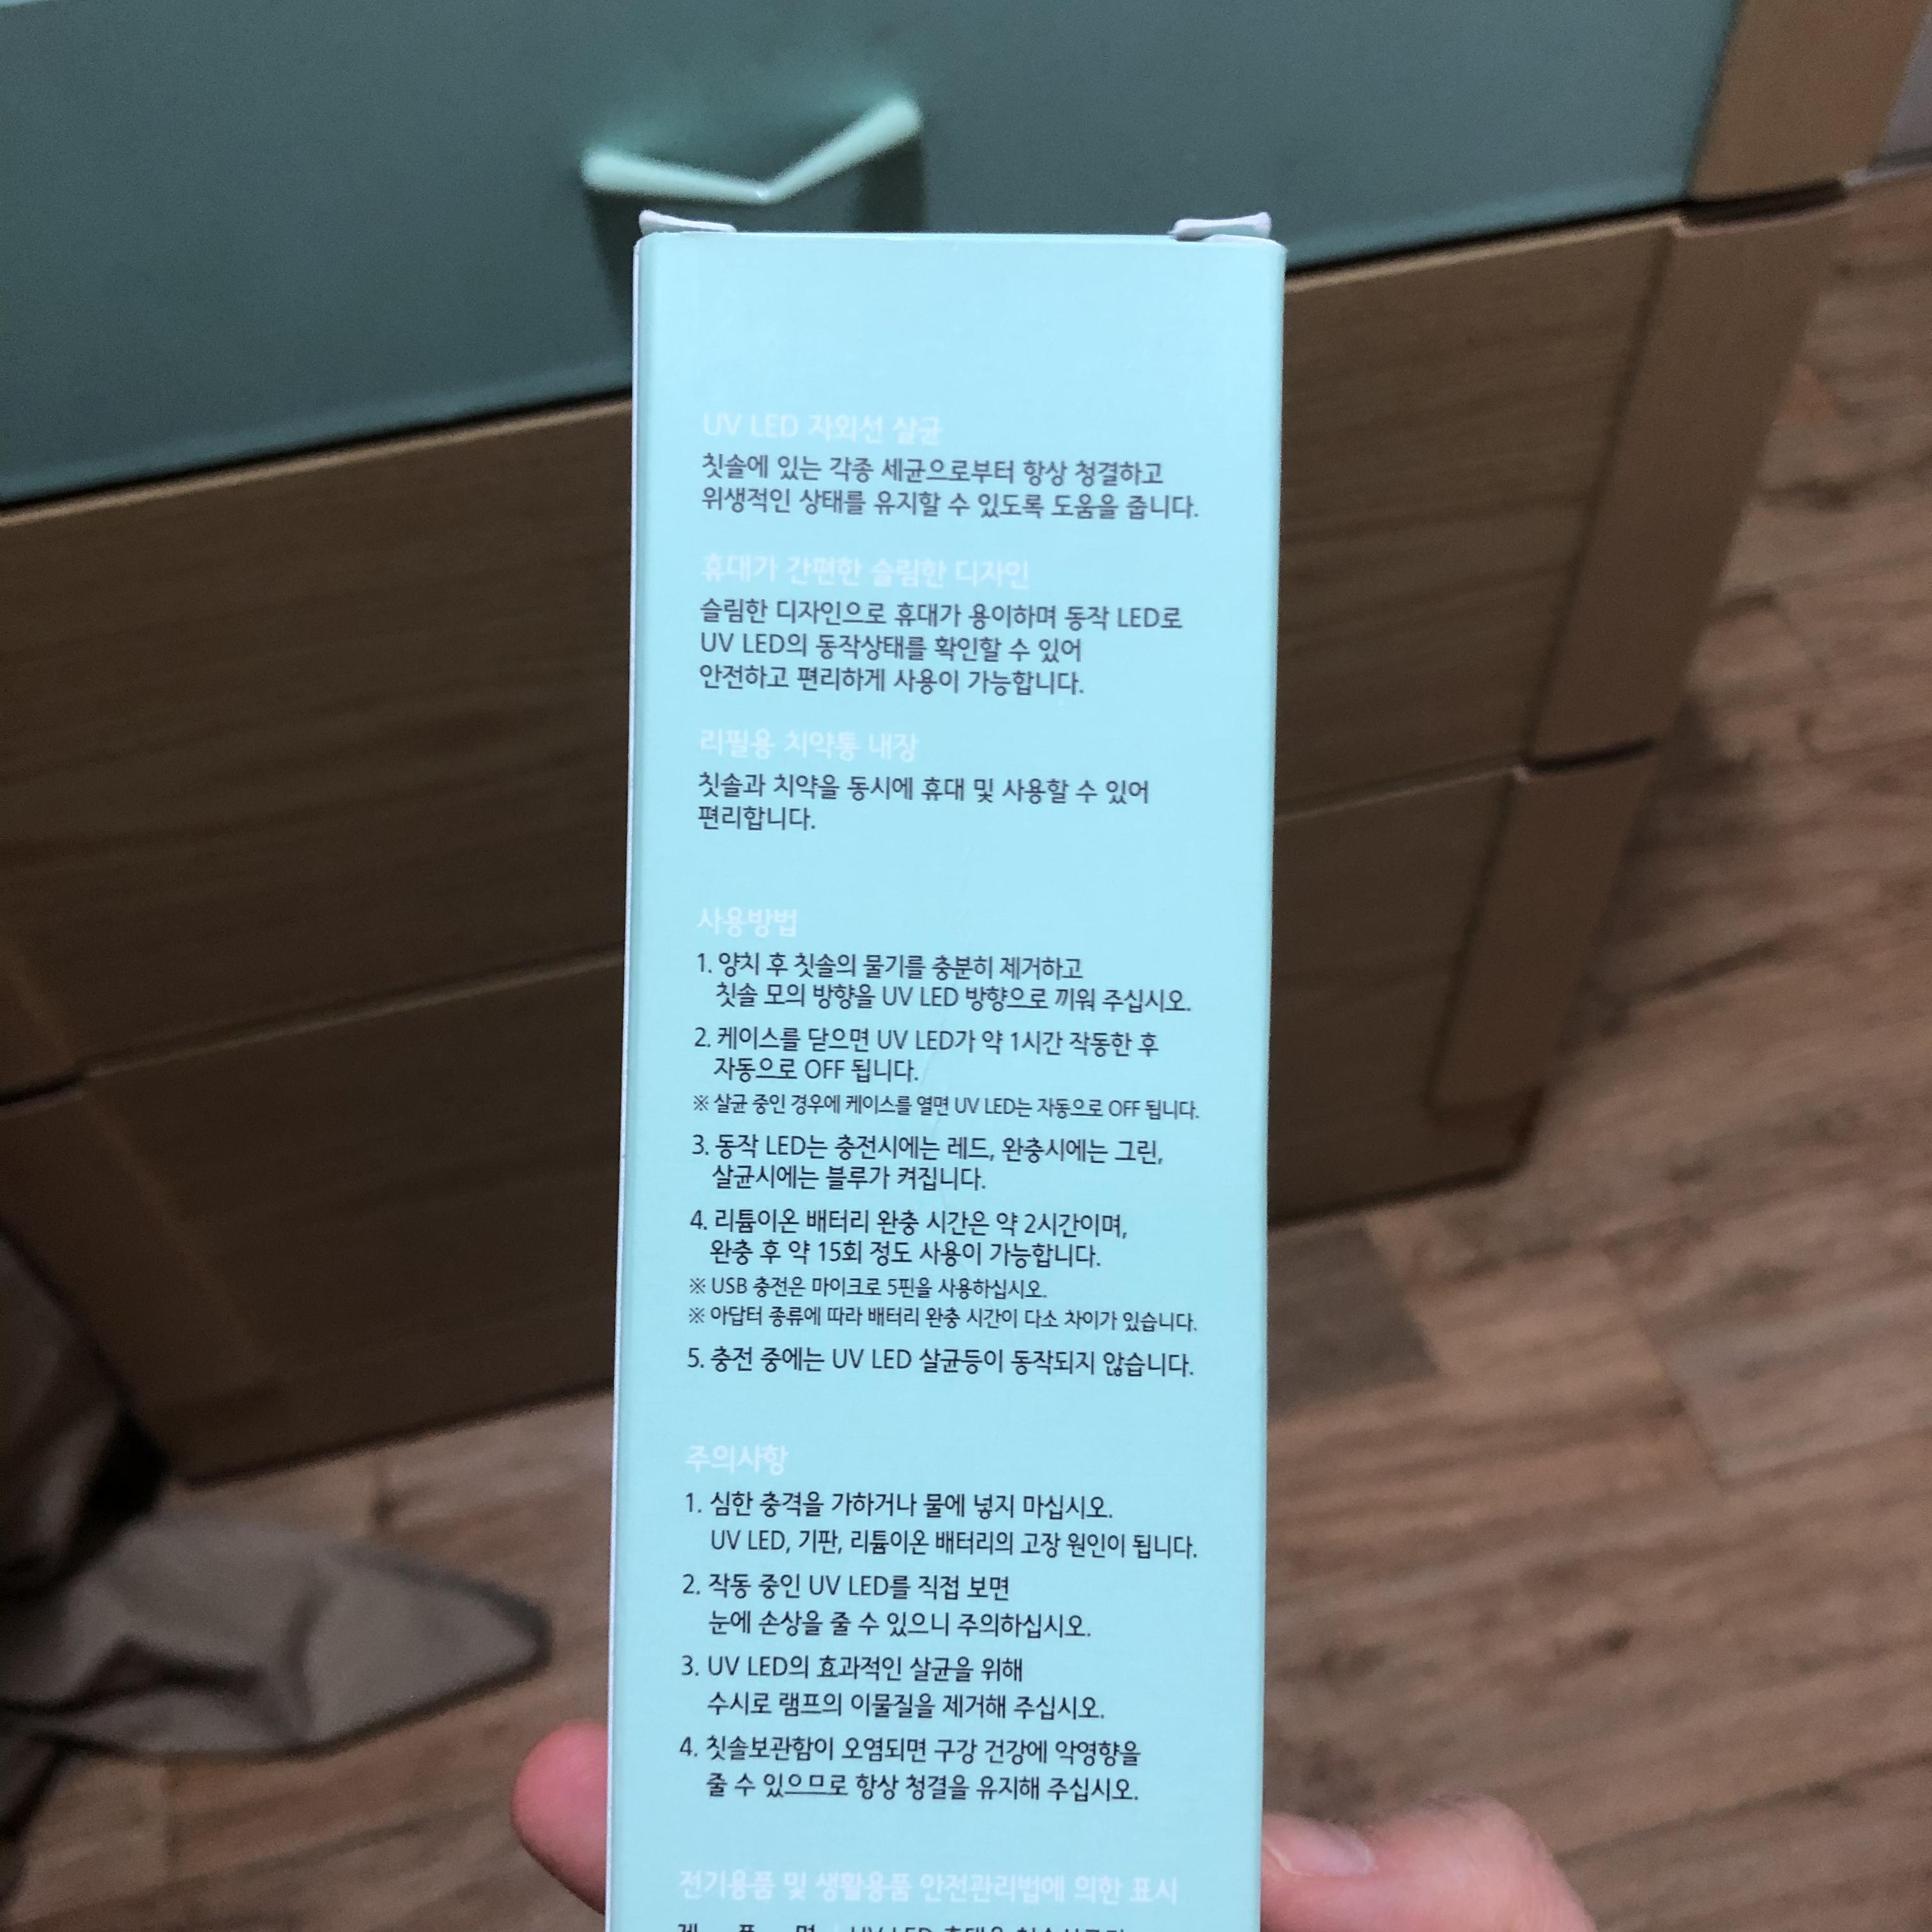 UV LED 자외선 살균
칫솔에 있는 각종 세균으로부터 항상 청결하고
위생적인 상태를 유지할 수 있도록 도움을 줍니다.
휴대가 간편한 슬림한 디자인
슬림한 디자인으로 휴대가 용이하며 동작 LED로
UV LED의 동작상태를 확인할 수 있어
안전하고 편리하게 사용이 가능합니다.
리필용 치약통 내장
칫솔과 치약을 동시에 휴대 및 사용할 수 있어
편리합니다.
사용방법
1. 양치 후 칫솔의 물기를 충분히 제거하고
칫솔 모의 방향을 UV LED 방향으로 끼워 주십시오.
2. 케이스를 닫으면 UV LED가 약 1시간 작동한 후
자동으로 OFF 됩니다.
※ 살균 중인 경우에 케이스를 열면 UV LED는 자동으로 OFF 됩니다.
3. 동작 LED는 충전시에는 레드, 완충시에는 그린,
살균시에는 블루가 켜집니다.
4. 리튬이온 배터리 완충 시간은 약 2시간이며,
완충 후 약 15회 정도 사용이 가능합니다.
※ USB 충전은 마이크로 5핀을 사용하십시오.
※ 아답터 종류에 따라 배터리 완충 시간이 다소 차이가 있습니다.
5. 충전 중에는 UV LED 살균등이 동작되지 않습니다.
주의사항
1. 심한 충격을 가하거나 물에 넣지 마십시오.
UV LED, 기판, 리튬이온 배터리의 고장 원인이 됩니다.
2. 작동 중인 UV LED를 직접 보면
눈에 손상을 줄 수 있으니 주의하십시오.
3. UV LED의 효과적인 살균을 위해
수시로 램프의 이물질을 제거해 주십시오.
4. 칫솔보관함이 오염되면 구강 건강에 악영향을
줄 수 있으므로 항상 청결을 유지해 주십시오.
전기용품 및 생활용품 안전관리법에 의한 표시